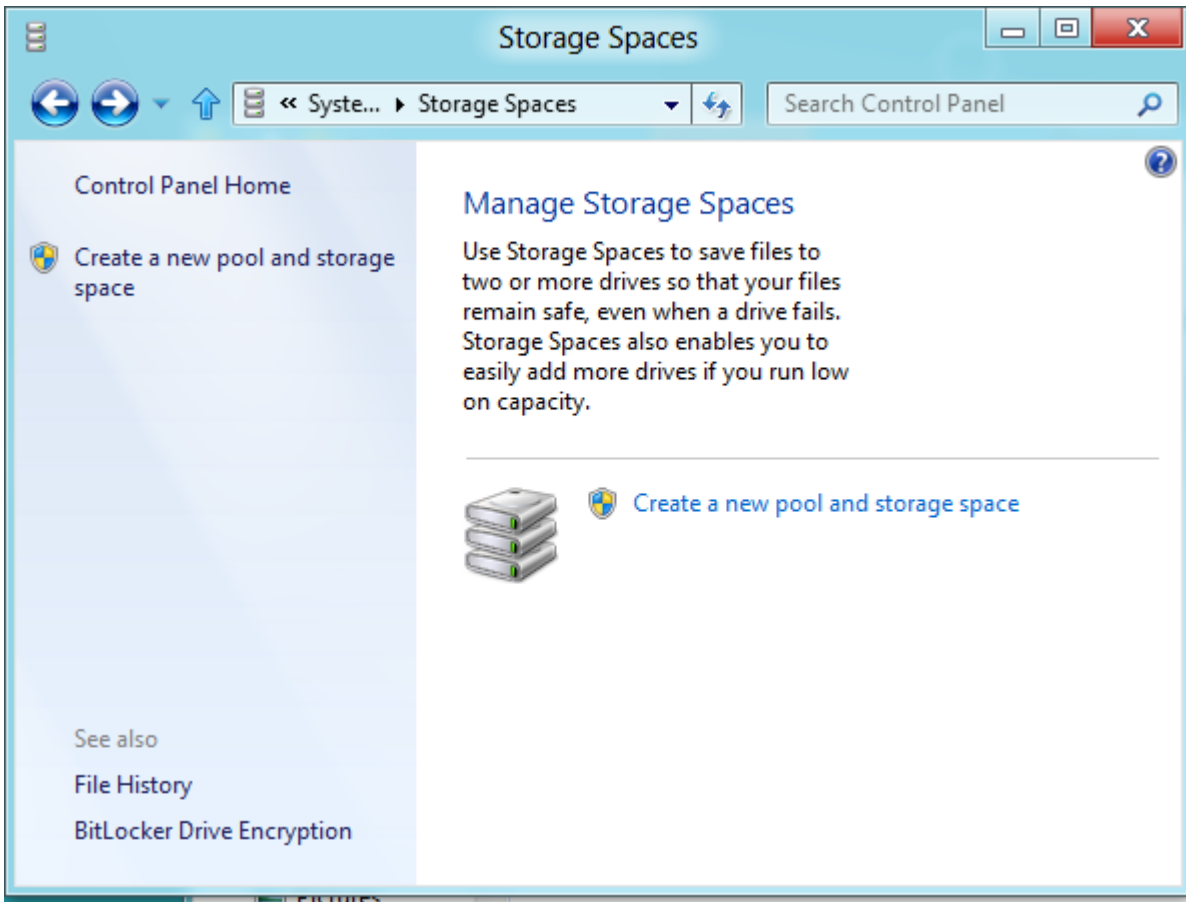 Storage Spaces
« Syste... Storage Spaces
Search Control Panel
Control Panel Home
Create a new pool and storage
space
See also
File History
BitLocker Drive Encryption
Manage Storage Spaces
Use Storage Spaces to save files to
two or more drives so that your files
remain safe, even when a drive fails.
Storage Spaces also enables you to
easily add more drives if you run low
on capacity.
Create a new pool and storage space
Pictures